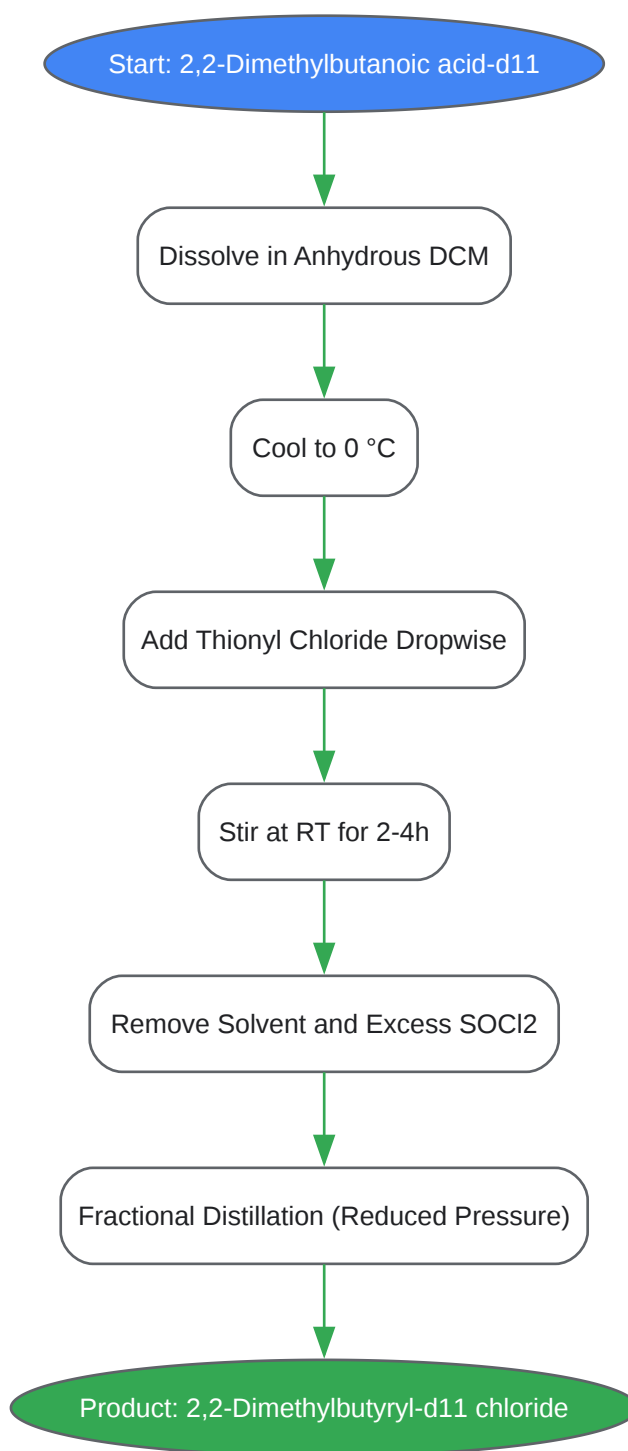 Start: 2,2-Dimethylbutanoic acid-d11
Dissolve in Anhydrous DCM
Cool to 0 °C
Add Thionyl Chloride Dropwise
Stir at RT for 2-4h
Remove Solvent and Excess SOCl2
Fractional Distillation (Reduced Pressure)
Product: 2,2-Dimethylbutyryl-d11 chloride